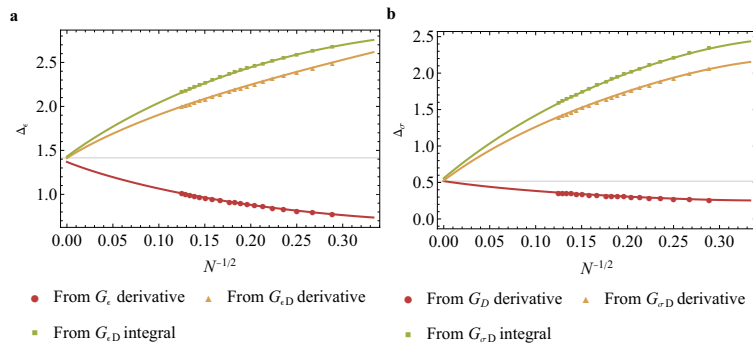 a
2.5
2.0
Δϵ
1.5
1.0
0.00 0.05 0.10 0.15 0.20 0.25 0.30
N^{-1/2}
From Gϵ derivative From GϵD derivative
From GϵD integral
b
2.5
2.0
1.5
Δσ
1.0
0.5
0.0
0.00 0.05 0.10 0.15 0.20 0.25 0.30
N^{-1/2}
From GD derivative From GσD derivative
From GσD integral